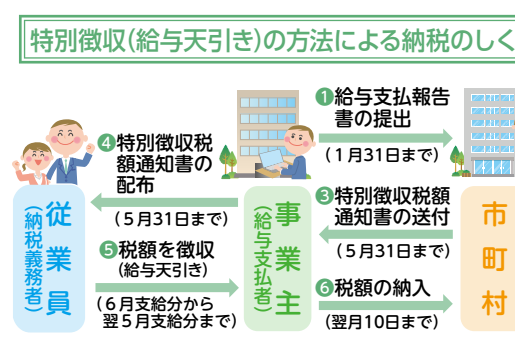 特別徴収(給与天引き)の方法による納税のしく
❶給与支払報告
書の提出
(1月31日まで)
❹特別徴収税
額通知書の
配布
(5月31日まで)
❸特別徴収税額
通知書の送付
(5月31日まで)
❺税額を徴収
(給与天引き)
(6月支給分から
翌5月支給分まで)
❻税額の納入
(翌月10日まで)
従業員
(納税義務者)
事業主
(給与支払者)
市町村